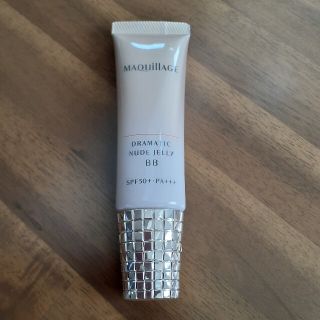 MAQuillAGE
DRAMATIC
NUDE JELLY
BB
SPF50+・PA+++